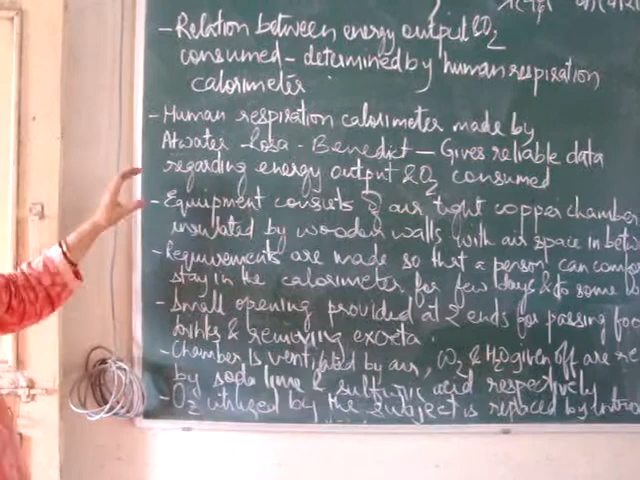 - Relation between energy output & O2
consumed - determined by human respiration
calorimeter
- Human respiration calorimeter made by
Atwater - Rosa - Benedict - Gives reliable data
regarding energy output & O2 consumed
- Equipment consists of air tight copper chamber
insulated by wooden walls with air space in
- Requirements are made so that a person can
stay in the calorimeter for few days & do some
- Small opening provided at 2 ends for passing
drinks & removing excreta.
- Chamber is ventilated by air, CO2 & H2O given off are
by soda lime & sulfuric acid respectively
- O2 utilized by the subject is replaced by